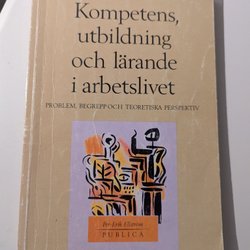 Kompetens,
utbildning
och lärande
i arbetslivet
PROBLEM, BEGREPP OCH TEORETISKA PERSPEKTIV
Per-Erik Ellström
PUBLICA